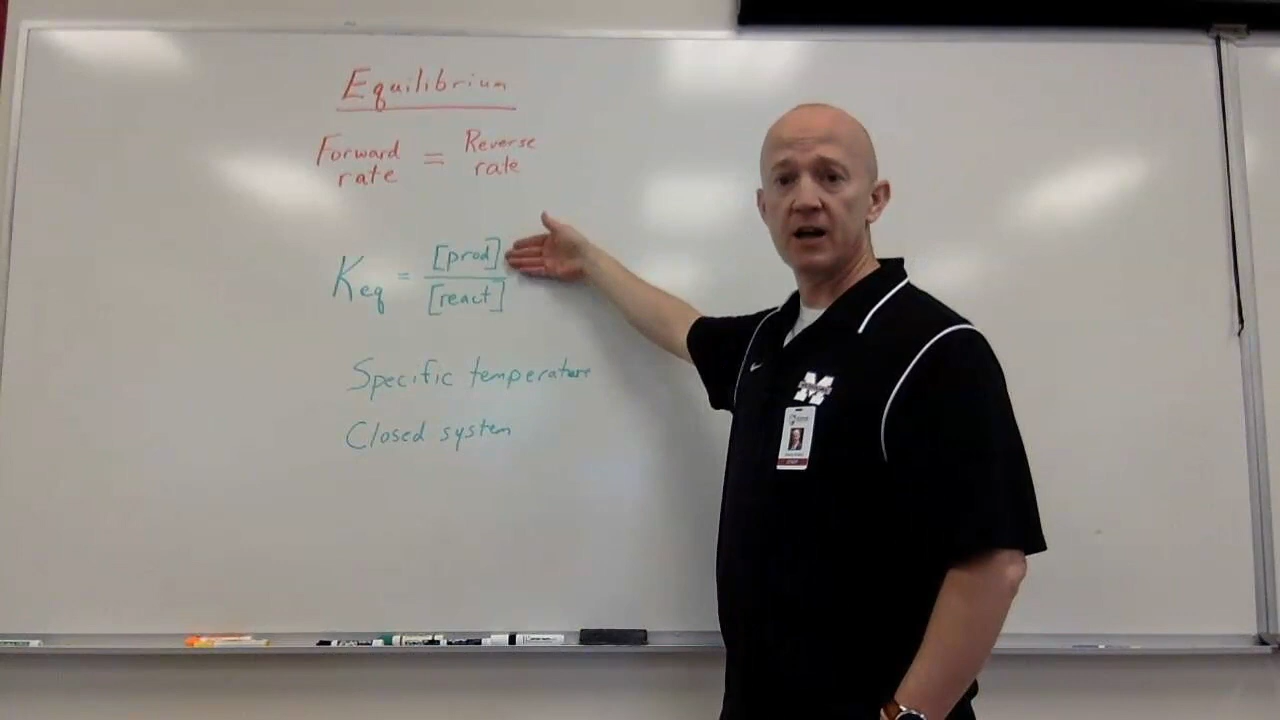 Equilibrium
Forward rate = Reverse rate
Keq = [prod]
[react]
Specific temperature
Closed system
M